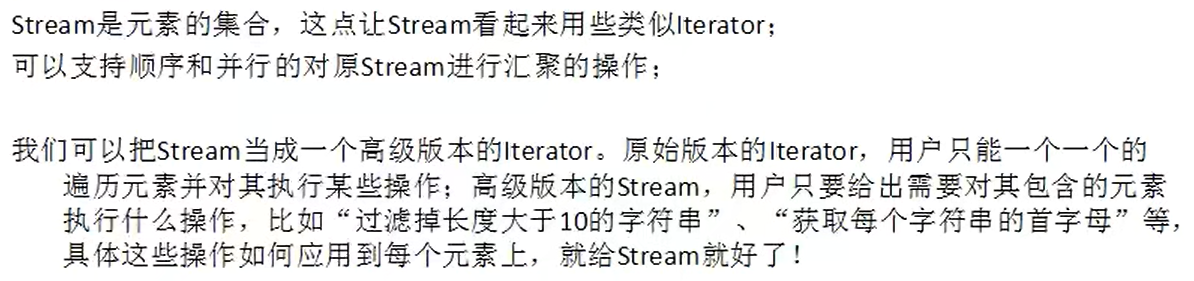 Stream是元素的集合，这点让Stream看起来用些类似Iterator；
可以支持顺序和并行的对原Stream进行汇聚的操作；
我们可以把Stream当成一个高级版本的Iterator。原始版本的Iterator，用户只能一个一个的
遍历元素并对其执行某些操作；高级版本的Stream，用户只要给出需要对其包含的元素
执行什么操作，比如“过滤掉长度大于10的字符串”、“获取每个字符串的首字母”等，
具体这些操作如何应用到每个元素上，就给Stream就好了！